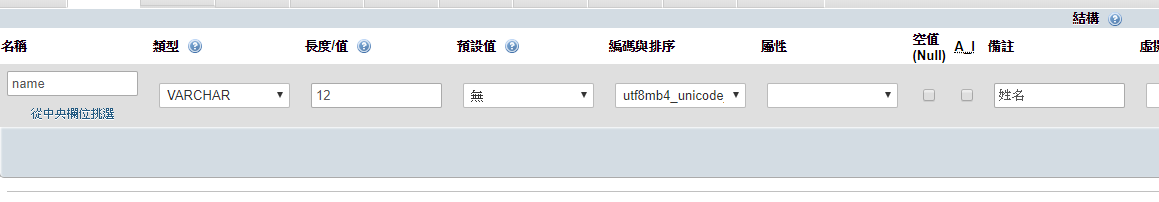 結構
名稱 類型 長度/值 預設值 編碼與排序 屬性 空值 (Null) A_I 備註
name VARCHAR 12 無 utf8mb4_unicode 姓名
從中央欄位挑選